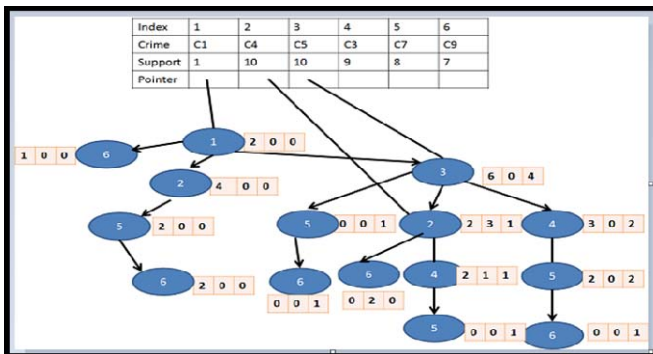 Index 1 2 3 4 5 6
Crime C1 C4 C5 C3 C7 C9
Support 1 10 10 9 8 7
Pointer
1 0 0 6 1 2 0 0
3 6 0 4
2 4 0 0
5 2 0 0 5 0 0 1 2 2 3 1 4 3 0 2
6 2 0 0 6 6 4 2 1 1 5 2 0 2
0 0 1 0 2 0
5 0 0 1 6 0 0 1